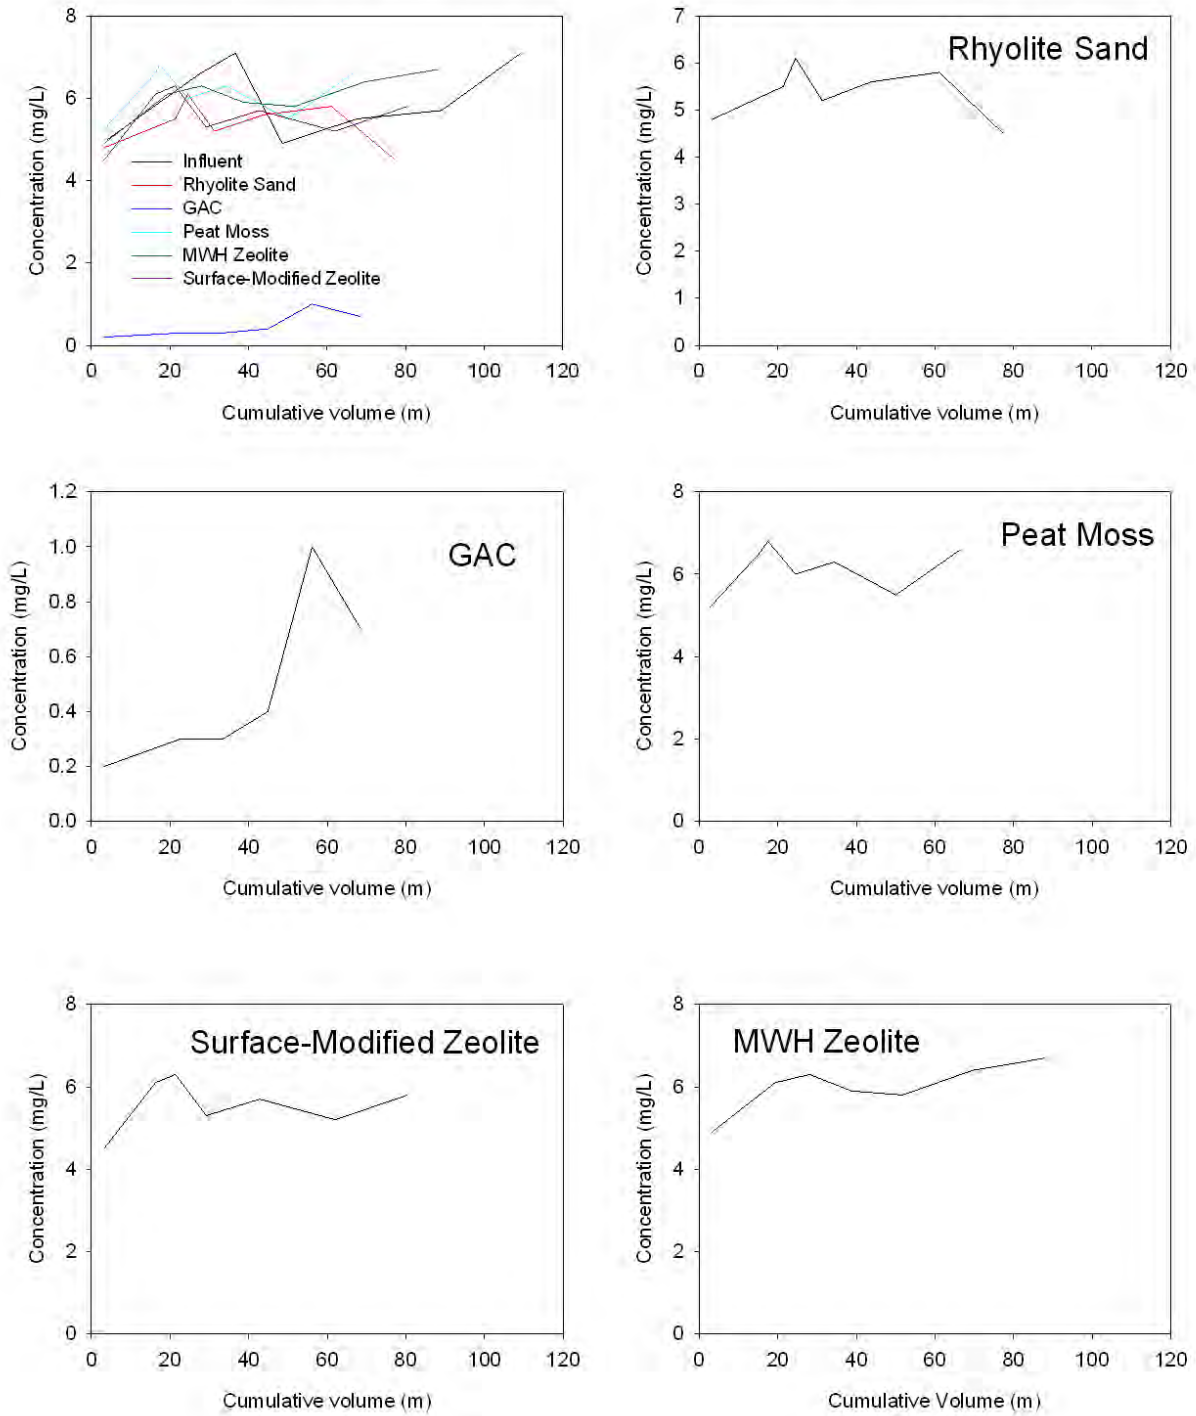 8
6
4
2
0
Concentration (mg/L)
Influent
Rhyolite Sand
GAC
Peat Moss
MWH Zeolite
Surface-Modified Zeolite
0 20 40 60 80 100 120
Cumulative volume (m)
7
6
5
4
3
2
1
0
Concentration (mg/L)
Rhyolite Sand
0 20 40 60 80 100 120
Cumulative volume (m)
1.2
1.0
0.8
0.6
0.4
0.2
0.0
Concentration (mg/L)
GAC
0 20 40 60 80 100 120
Cumulative volume (m)
8
6
4
2
0
Concentration (mg/L)
Peat Moss
0 20 40 60 80 100 120
Cumulative volume (m)
8
6
4
2
0
Concentration (mg/L)
Surface-Modified Zeolite
0 20 40 60 80 100 120
Cumulative volume (m)
8
6
4
2
0
Concentration (mg/L)
MWH Zeolite
0 20 40 60 80 100 120
Cumulative Volume (m)